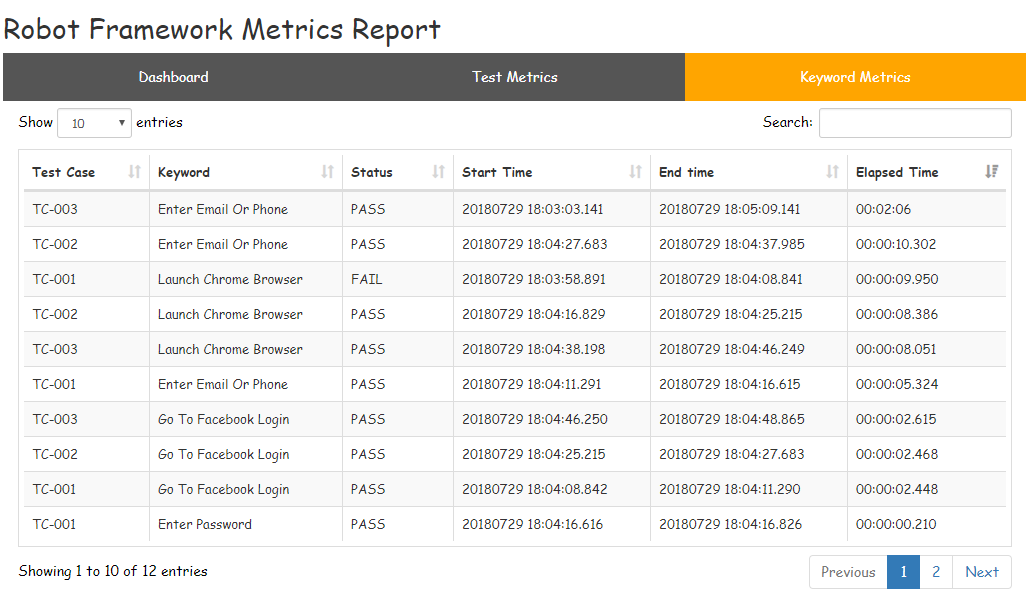 Robot Framework Metrics Report
Dashboard Test Metrics Keyword Metrics
Show 10 entries Search:
Test Case Keyword Status Start Time End time Elapsed Time
TC-003 Enter Email Or Phone PASS 20180729 18:03:03.141 20180729 18:05:09.141 00:02:06
TC-002 Enter Email Or Phone PASS 20180729 18:04:27.683 20180729 18:04:37.985 00:00:10.302
TC-001 Launch Chrome Browser FAIL 20180729 18:03:58.891 20180729 18:04:08.841 00:00:09.950
TC-002 Launch Chrome Browser PASS 20180729 18:04:16.829 20180729 18:04:25.215 00:00:08.386
TC-003 Launch Chrome Browser PASS 20180729 18:04:38.198 20180729 18:04:46.249 00:00:08.051
TC-001 Enter Email Or Phone PASS 20180729 18:04:11.291 20180729 18:04:16.615 00:00:05.324
TC-003 Go To Facebook Login PASS 20180729 18:04:46.250 20180729 18:04:48.865 00:00:02.615
TC-002 Go To Facebook Login PASS 20180729 18:04:25.215 20180729 18:04:27.683 00:00:02.468
TC-001 Go To Facebook Login PASS 20180729 18:04:08.842 20180729 18:04:11.290 00:00:02.448
TC-001 Enter Password PASS 20180729 18:04:16.616 20180729 18:04:16.826 00:00:00.210
Showing 1 to 10 of 12 entries Previous 1 2 Next